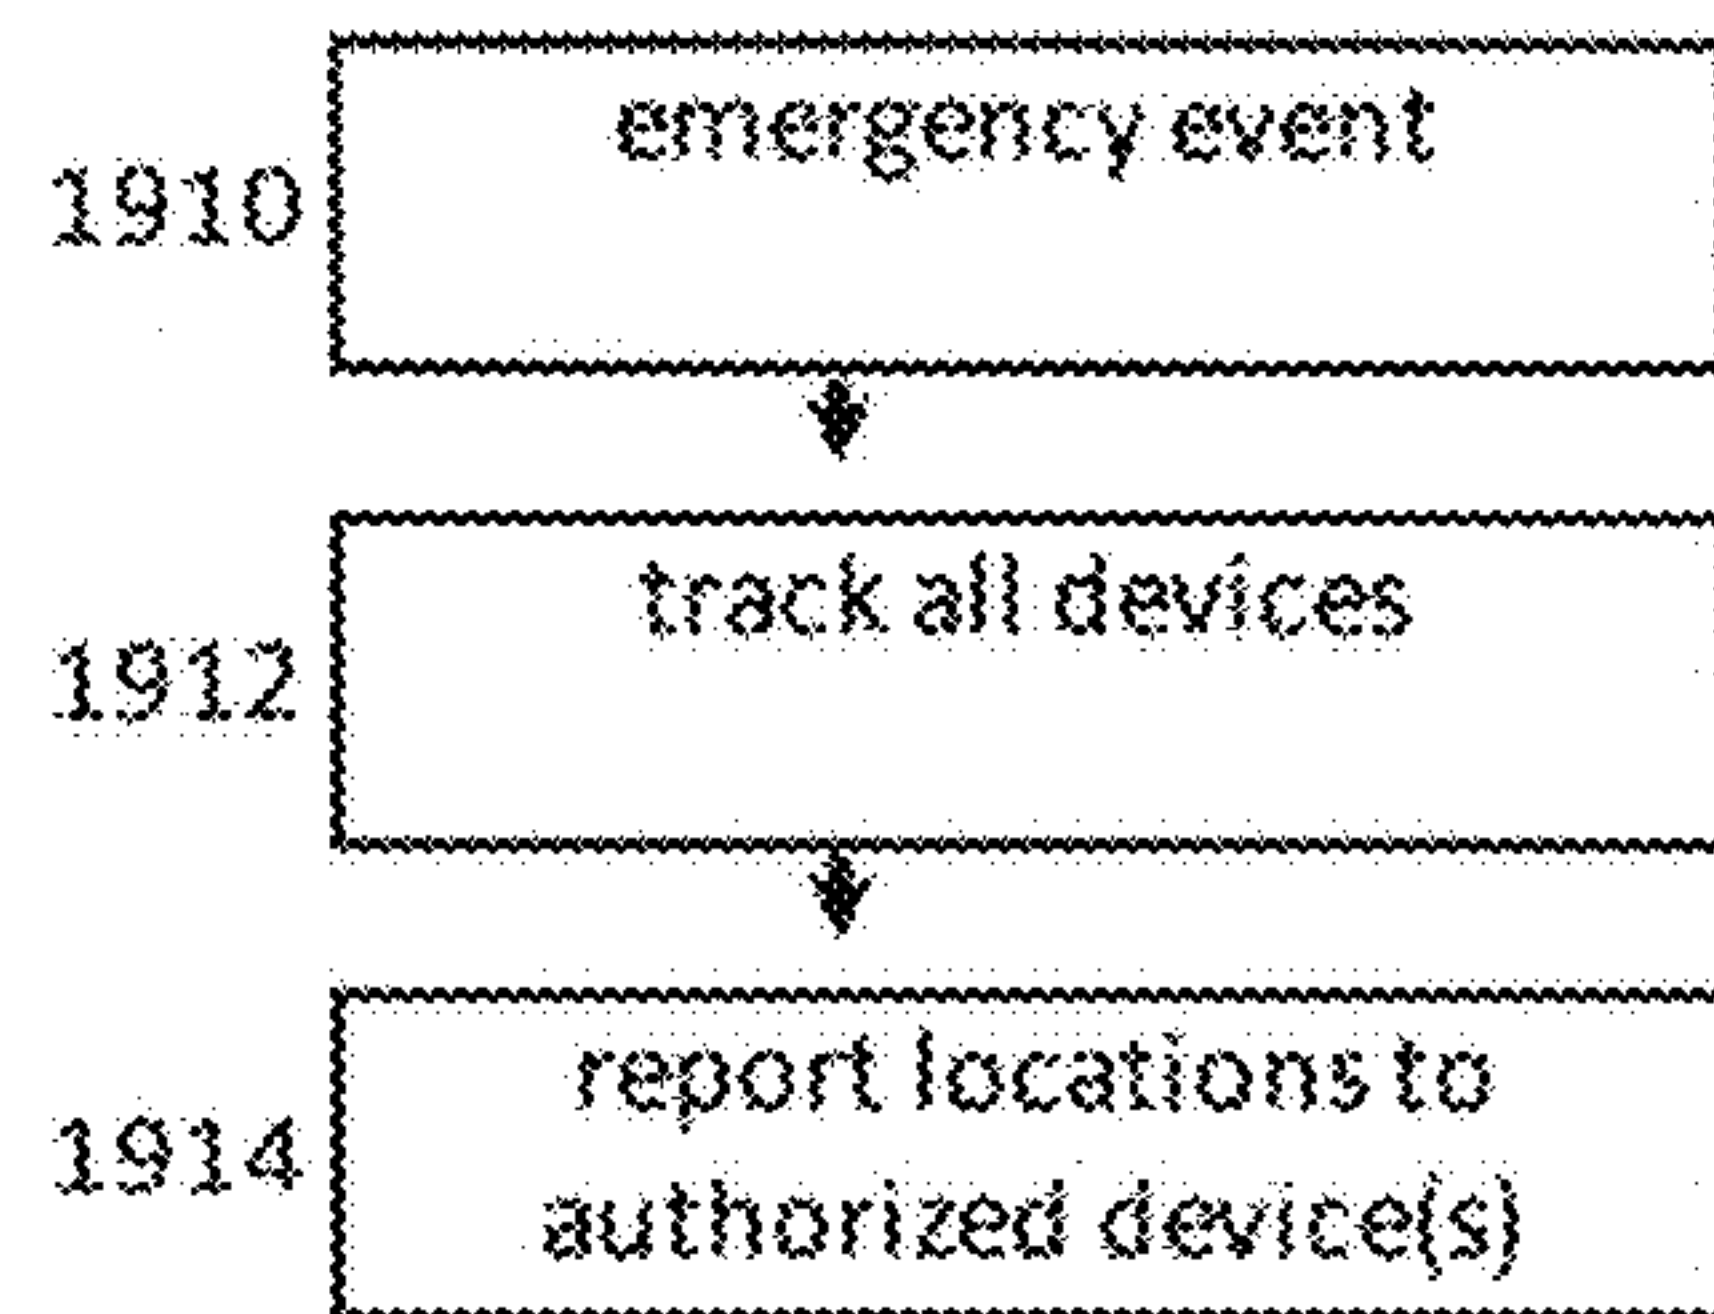 emergency event
1910
track all devices
1912
report locations to
1914
authorized device(s)